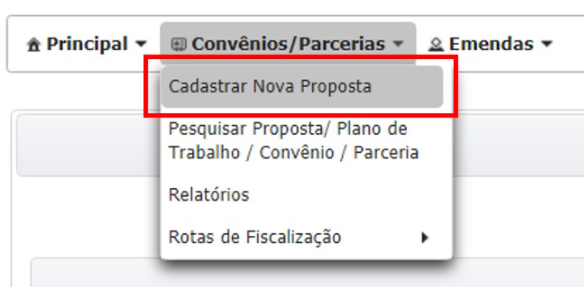 Principal Convênios/Parcerias Emendas
Cadastrar Nova Proposta
Pesquisar Proposta/ Plano de
Trabalho / Convênio / Parceria
Relatórios
Rotas de Fiscalização